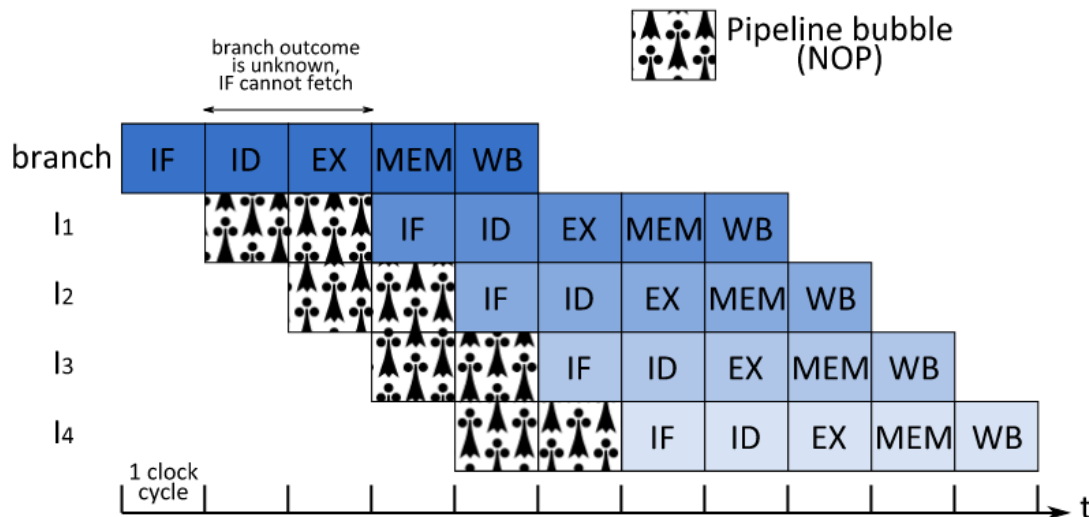 branch outcome
is unknown,
IF cannot fetch
Pipeline bubble
(NOP)
branch IF ID EX MEM WB
I1 IF ID EX MEM WB
I2 IF ID EX MEM WB
I3 IF ID EX MEM WB
I4 IF ID EX MEM WB
1 clock
cycle
t